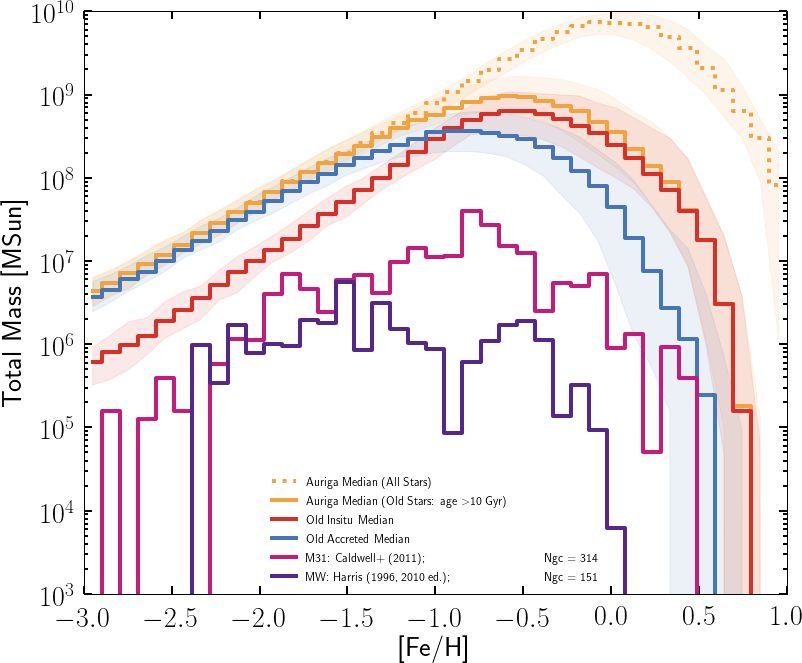 10^10
10^9
10^8
10^7
10^6
10^5
10^4
10^3
Total Mass [MSun]
Auriga Median (All Stars)
Auriga Median (Old Stars: age >10 Gyr)
Old Insitu Median
Old Accreted Median
M31: Caldwell+ (2011); Ngc = 314
MW: Harris (1996, 2010 ed.); Ngc = 151
−3.0 −2.5 −2.0 −1.5 −1.0 −0.5 0.0 0.5 1.0
[Fe/H]